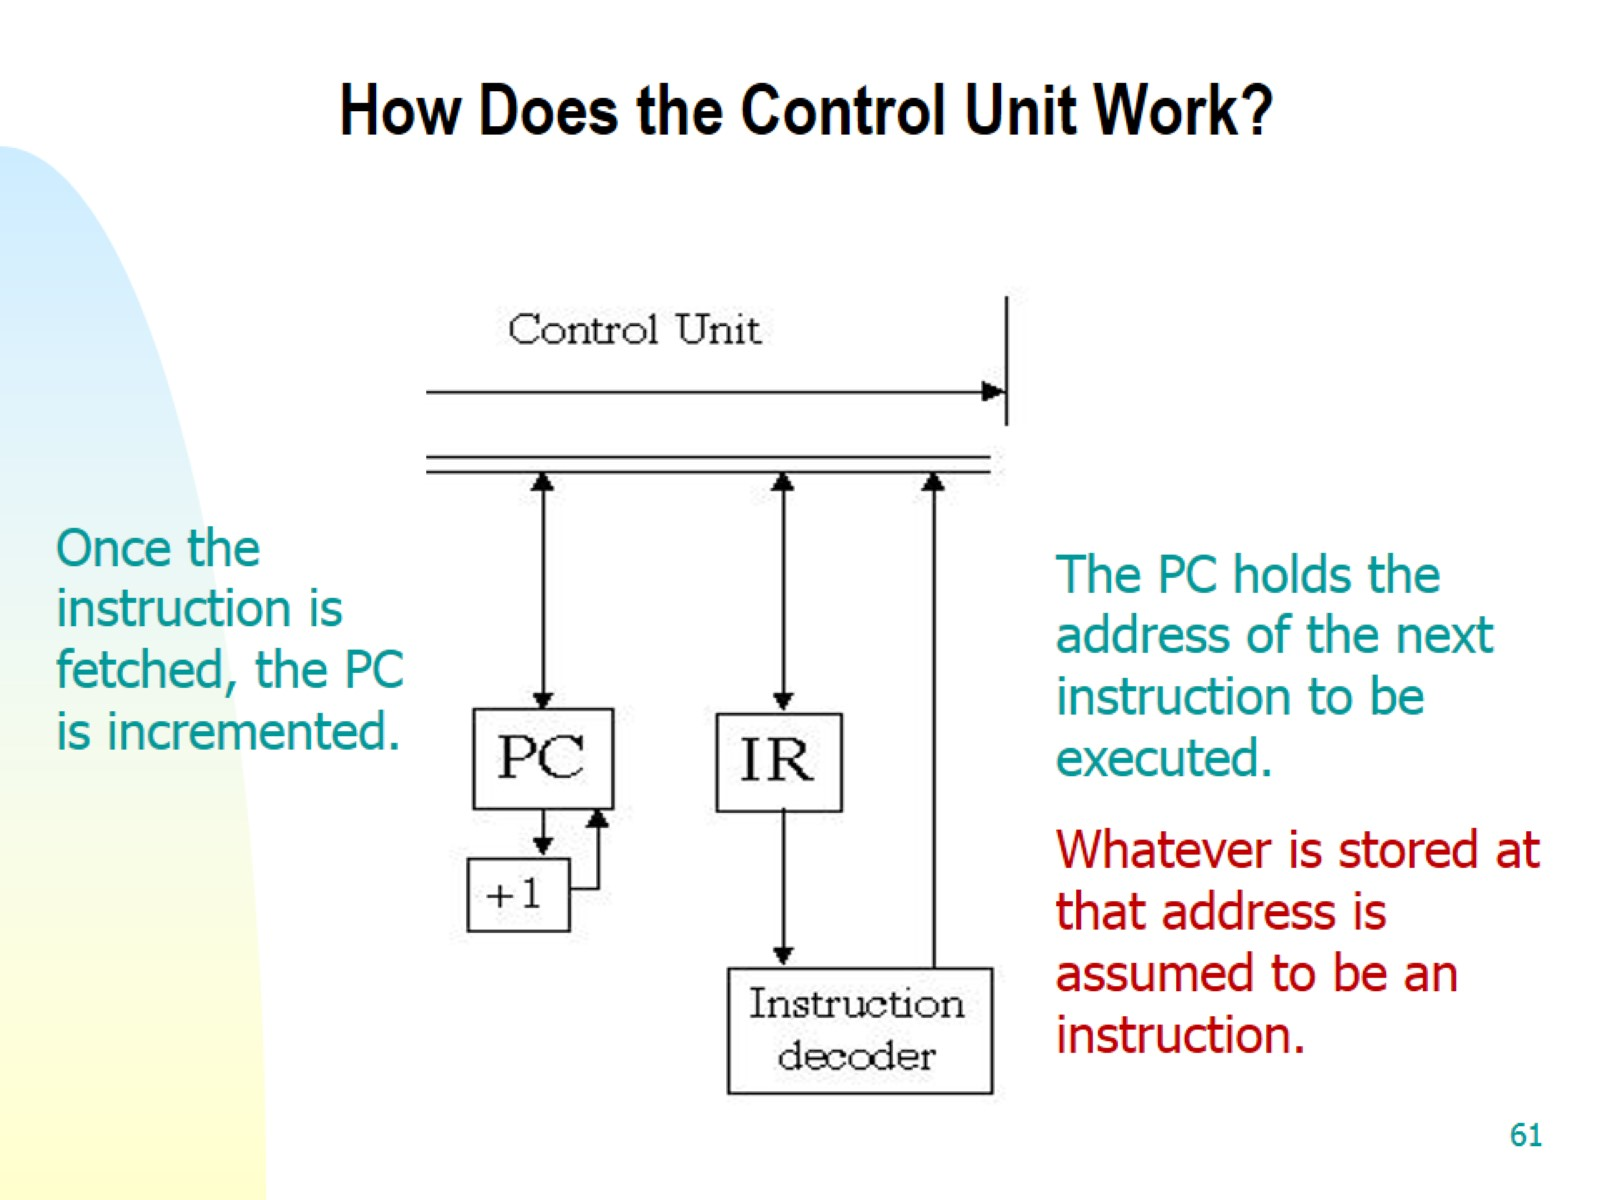 How Does the Control Unit Work?
Control Unit
Once the
instruction is
fetched, the PC
is incremented.
PC
+1
IR
Instruction
decoder
The PC holds the
address of the next
instruction to be
executed.
Whatever is stored at
that address is
assumed to be an
instruction.
61